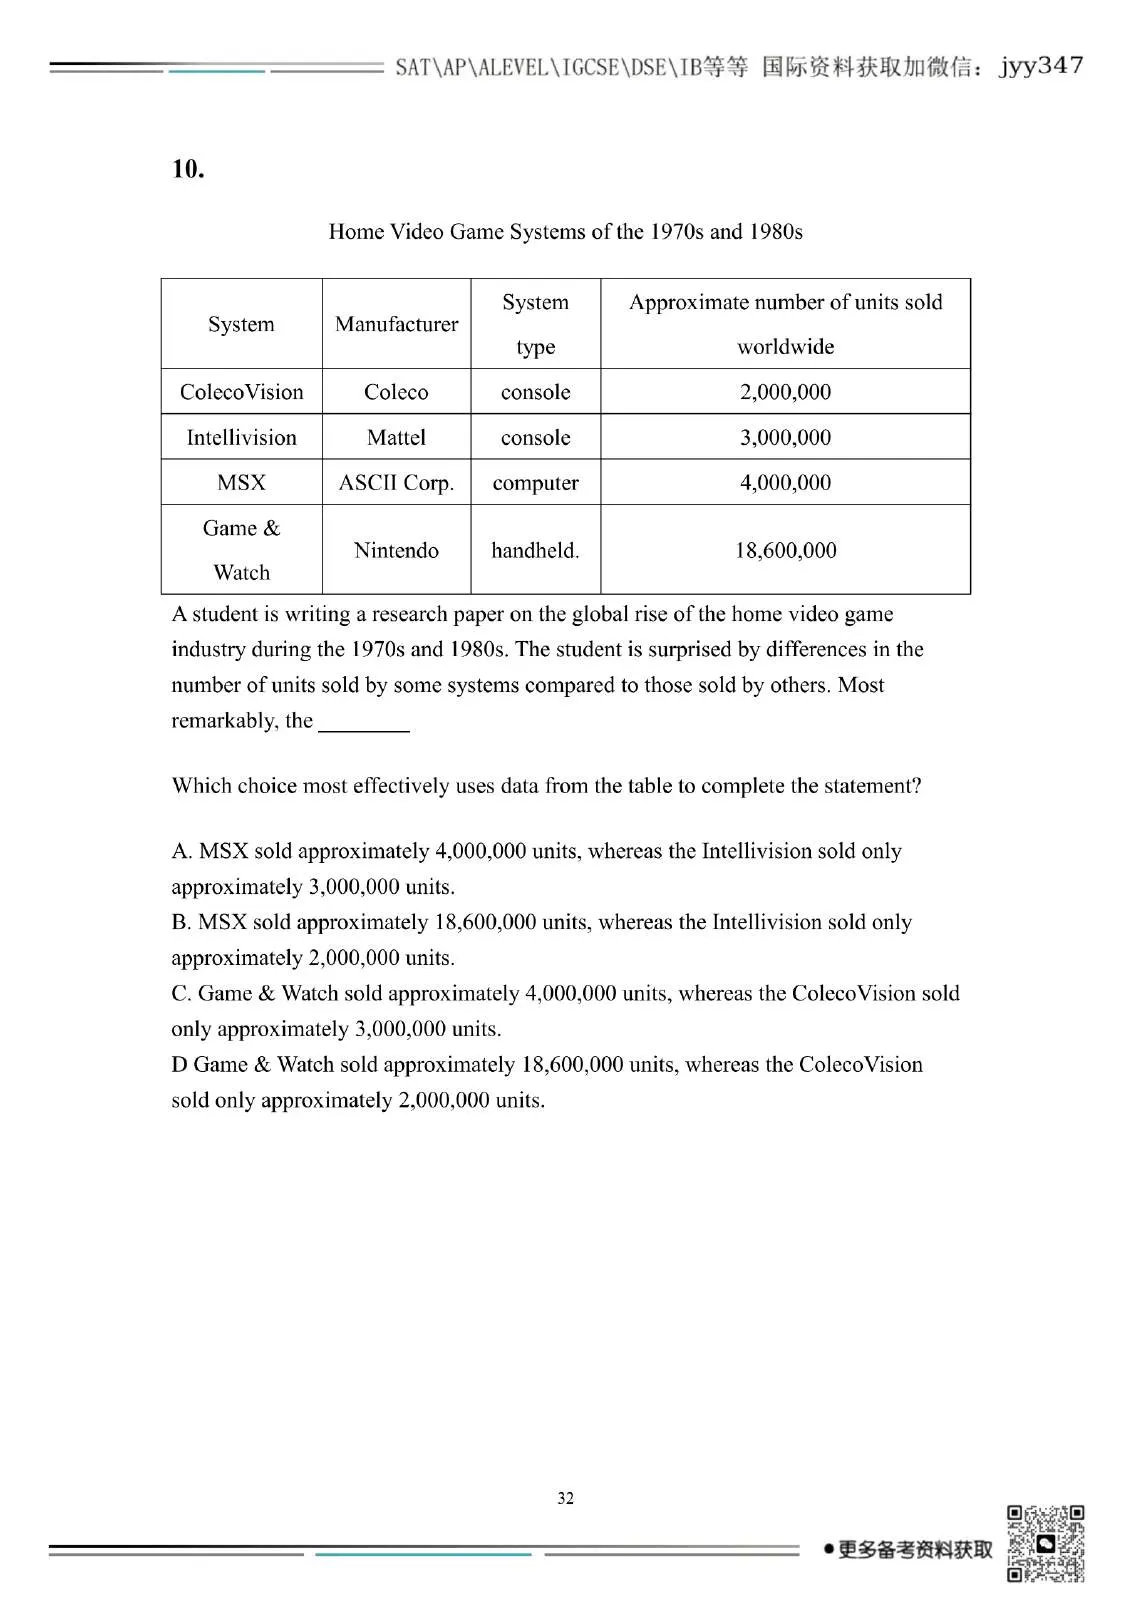 SAT\AP\ALEVEL\IGCSE\DSE\IB等等 国际资料获取加微信: jyy347
10.
Home Video Game Systems of the 1970s and 1980s
System Manufacturer System type Approximate number of units sold worldwide
ColecoVision Coleco console 2,000,000
Intellivision Mattel console 3,000,000
MSX ASCII Corp. computer 4,000,000
Game & Watch Nintendo handheld. 18,600,000
A student is writing a research paper on the global rise of the home video game
industry during the 1970s and 1980s. The student is surprised by differences in the
number of units sold by some systems compared to those sold by others. Most
remarkably, the ________
Which choice most effectively uses data from the table to complete the statement?
A. MSX sold approximately 4,000,000 units, whereas the Intellivision sold only
approximately 3,000,000 units.
B. MSX sold approximately 18,600,000 units, whereas the Intellivision sold only
approximately 2,000,000 units.
C. Game & Watch sold approximately 4,000,000 units, whereas the ColecoVision sold
only approximately 3,000,000 units.
D Game & Watch sold approximately 18,600,000 units, whereas the ColecoVision
sold only approximately 2,000,000 units.
32
●更多备考资料获取